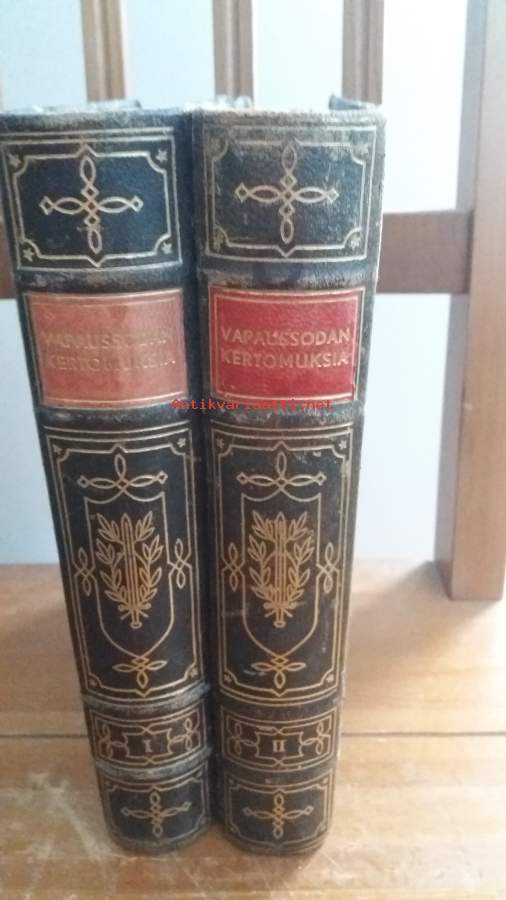 VAPAUSSODAN
KERTOMUKSIA
I
VAPAUSSODAN
KERTOMUKSIA
II
Antikvariaatti.net